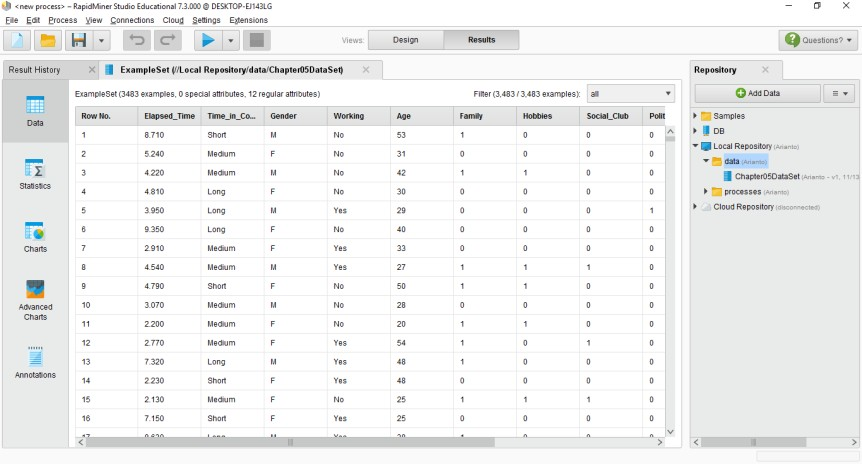 <new process> – RapidMiner Studio Educational 7.3.000 @ DESKTOP-EJ143LG
File Edit Process View Connections Cloud Settings Extensions
Views: Design Results Questions?
Result History ExampleSet (//Local Repository/data/Chapter05DataSet) Repository
ExampleSet (3483 examples, 0 special attributes, 12 regular attributes) Filter (3,483 / 3,483 examples): all
Data
Statistics
Charts
Advanced
Charts
Annotations
Row No. Elapsed_Time Time_in_Co... Gender Working Age Family Hobbies Social_Club Polit
1 8.710 Short M No 53 1 0 0 0
2 5.240 Medium F No 31 0 0 0 0
3 4.220 Medium M No 42 1 1 0 0
4 4.810 Long F No 30 0 0 0 0
5 3.950 Long M Yes 29 0 0 0 1
6 9.350 Long F No 40 0 0 0 0
7 2.910 Medium F Yes 33 0 0 0 0
8 4.540 Medium M Yes 27 1 1 1 0
9 4.790 Short F No 50 1 1 0 0
10 3.070 Medium M No 28 0 0 0 0
11 2.200 Medium F No 20 1 1 0 0
12 2.770 Medium F Yes 54 1 0 1 0
13 7.320 Long M Yes 48 1 0 0 0
14 2.230 Short F Yes 48 0 0 0 0
15 2.130 Medium F No 25 1 1 1 0
16 7.150 Short F Yes 25 0 0 0 0
Add Data
Samples
DB
Local Repository (Arianto)
data (Arianto)
Chapter05DataSet (Arianto – v1, 11/13
processes (Arianto)
Cloud Repository (disconnected)